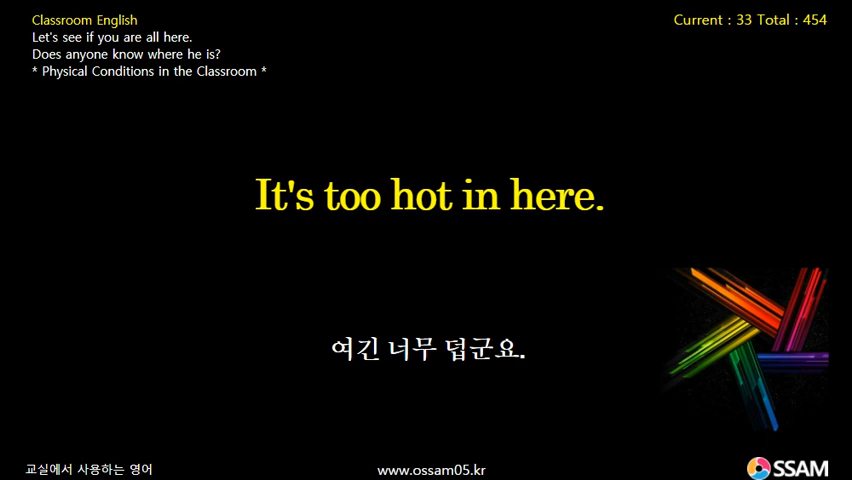 Classroom English
Current : 33 Total : 454
Let's see if you are all here.
Does anyone know where he is?
* Physical Conditions in the Classroom *
It's too hot in here.
여긴 너무 덥군요.
교실에서 사용하는 영어
www.ossam05.kr
OSSAM